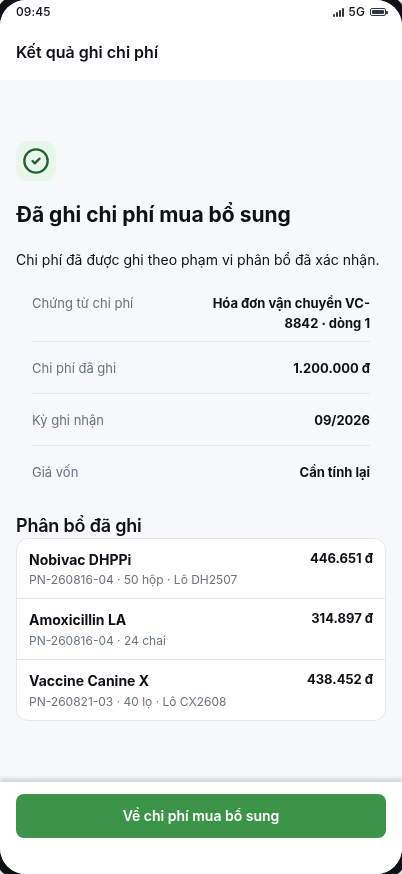 09:45
5G
Kết quả ghi chi phí
Đã ghi chi phí mua bổ sung
Chi phí đã được ghi theo phạm vi phân bổ đã xác nhận.
Chứng từ chi phí
Hóa đơn vận chuyển VC-
8842 · dòng 1
Chi phí đã ghi
1.200.000 đ
Kỳ ghi nhận
09/2026
Giá vốn
Cần tính lại
Phân bổ đã ghi
Nobivac DHPPi
446.651 đ
PN-260816-04 · 50 hộp · Lô DH2507
Amoxicillin LA
314.897 đ
PN-260816-04 · 24 chai
Vaccine Canine X
438.452 đ
PN-260821-03 · 40 lọ · Lô CX2608
Về chi phí mua bổ sung